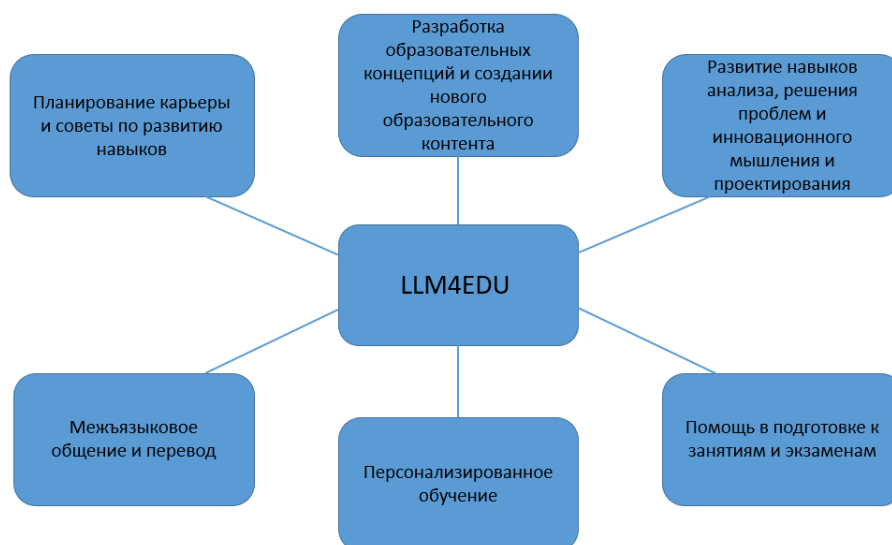 Разработка
образовательных
концепций и создании
нового
образовательного
контента
Планирование карьеры
и советы по развитию
навыков
Развитие навыков
анализа, решения
проблем и
инновационного
мышления и
проектирования
LLM4EDU
Межъязыковое
общение и перевод
Персонализированное
обучение
Помощь в подготовке к
занятиям и экзаменам